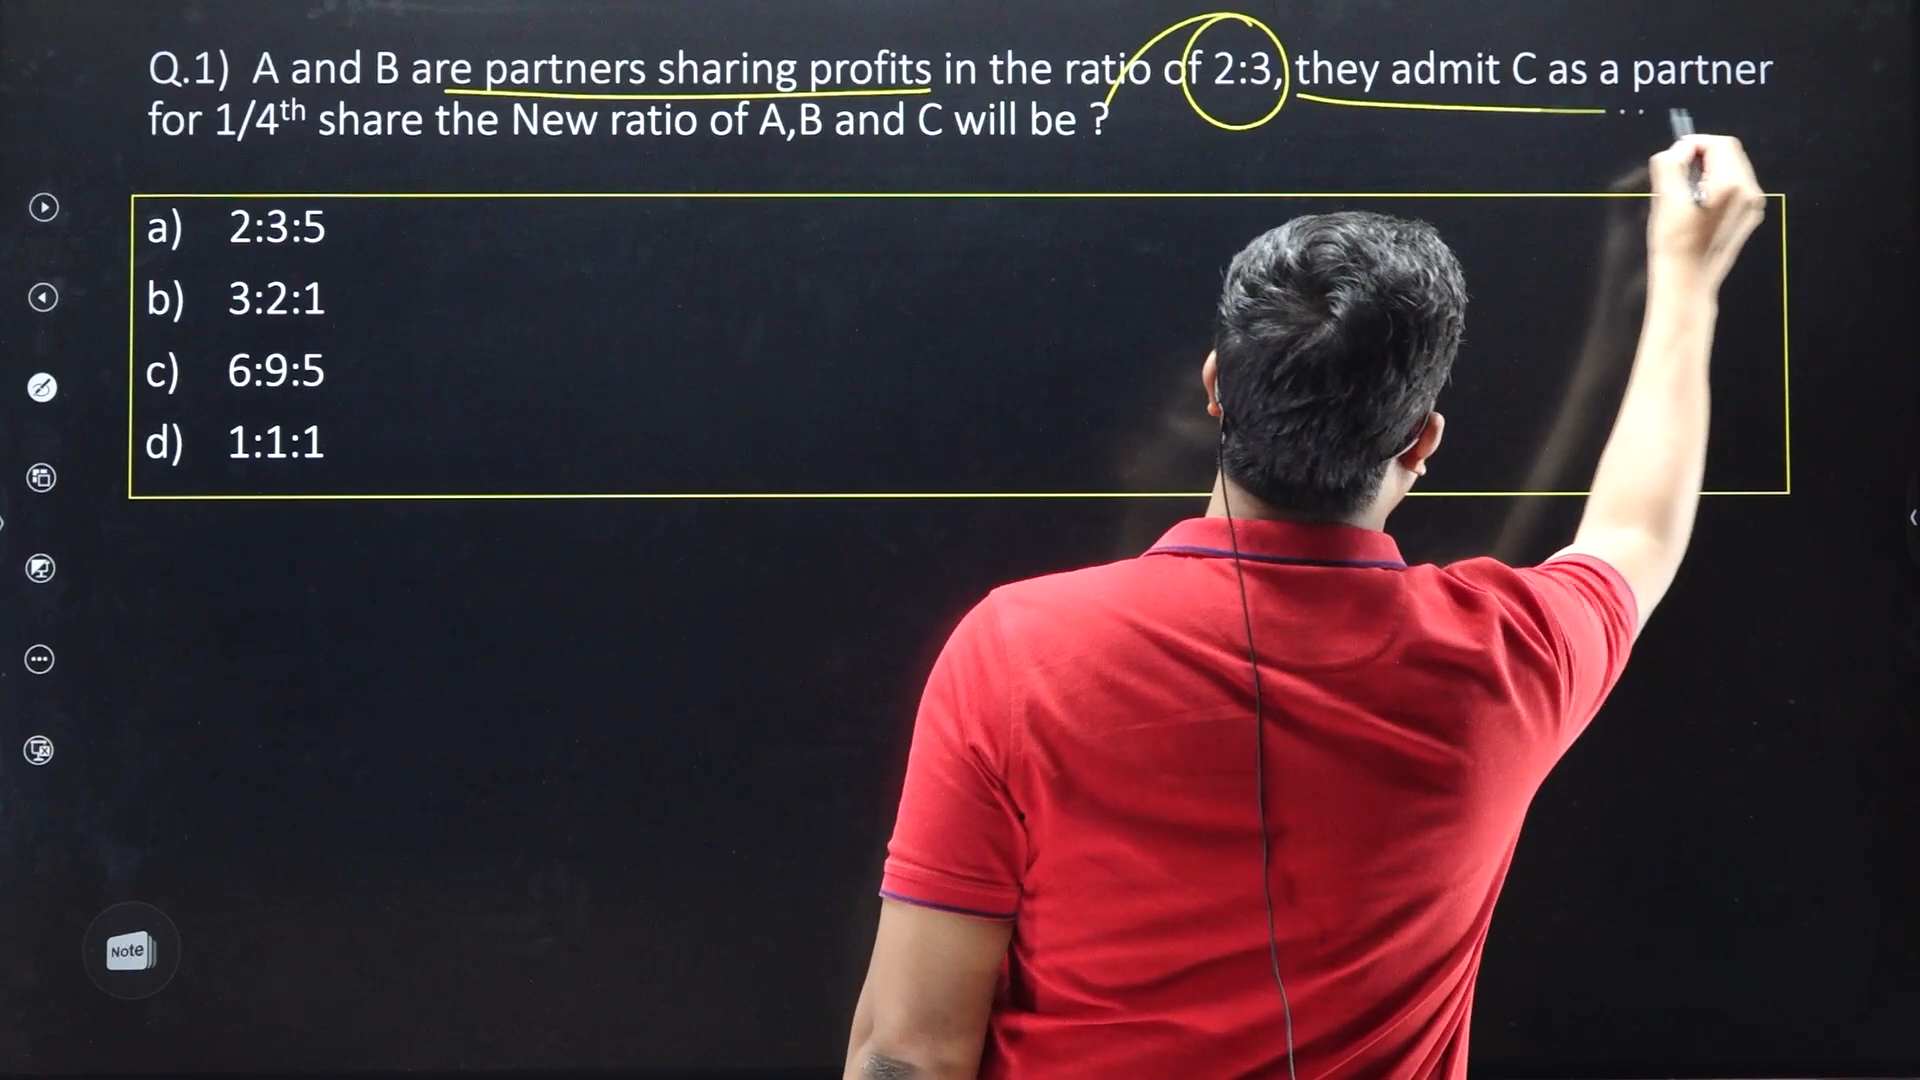 Q.1) A and B are partners sharing profits in the ratio of 2:3, they admit C as a partner
for 1/4th share the New ratio of A,B and C will be ?
a) 2:3:5
b) 3:2:1
c) 6:9:5
d) 1:1:1
Note